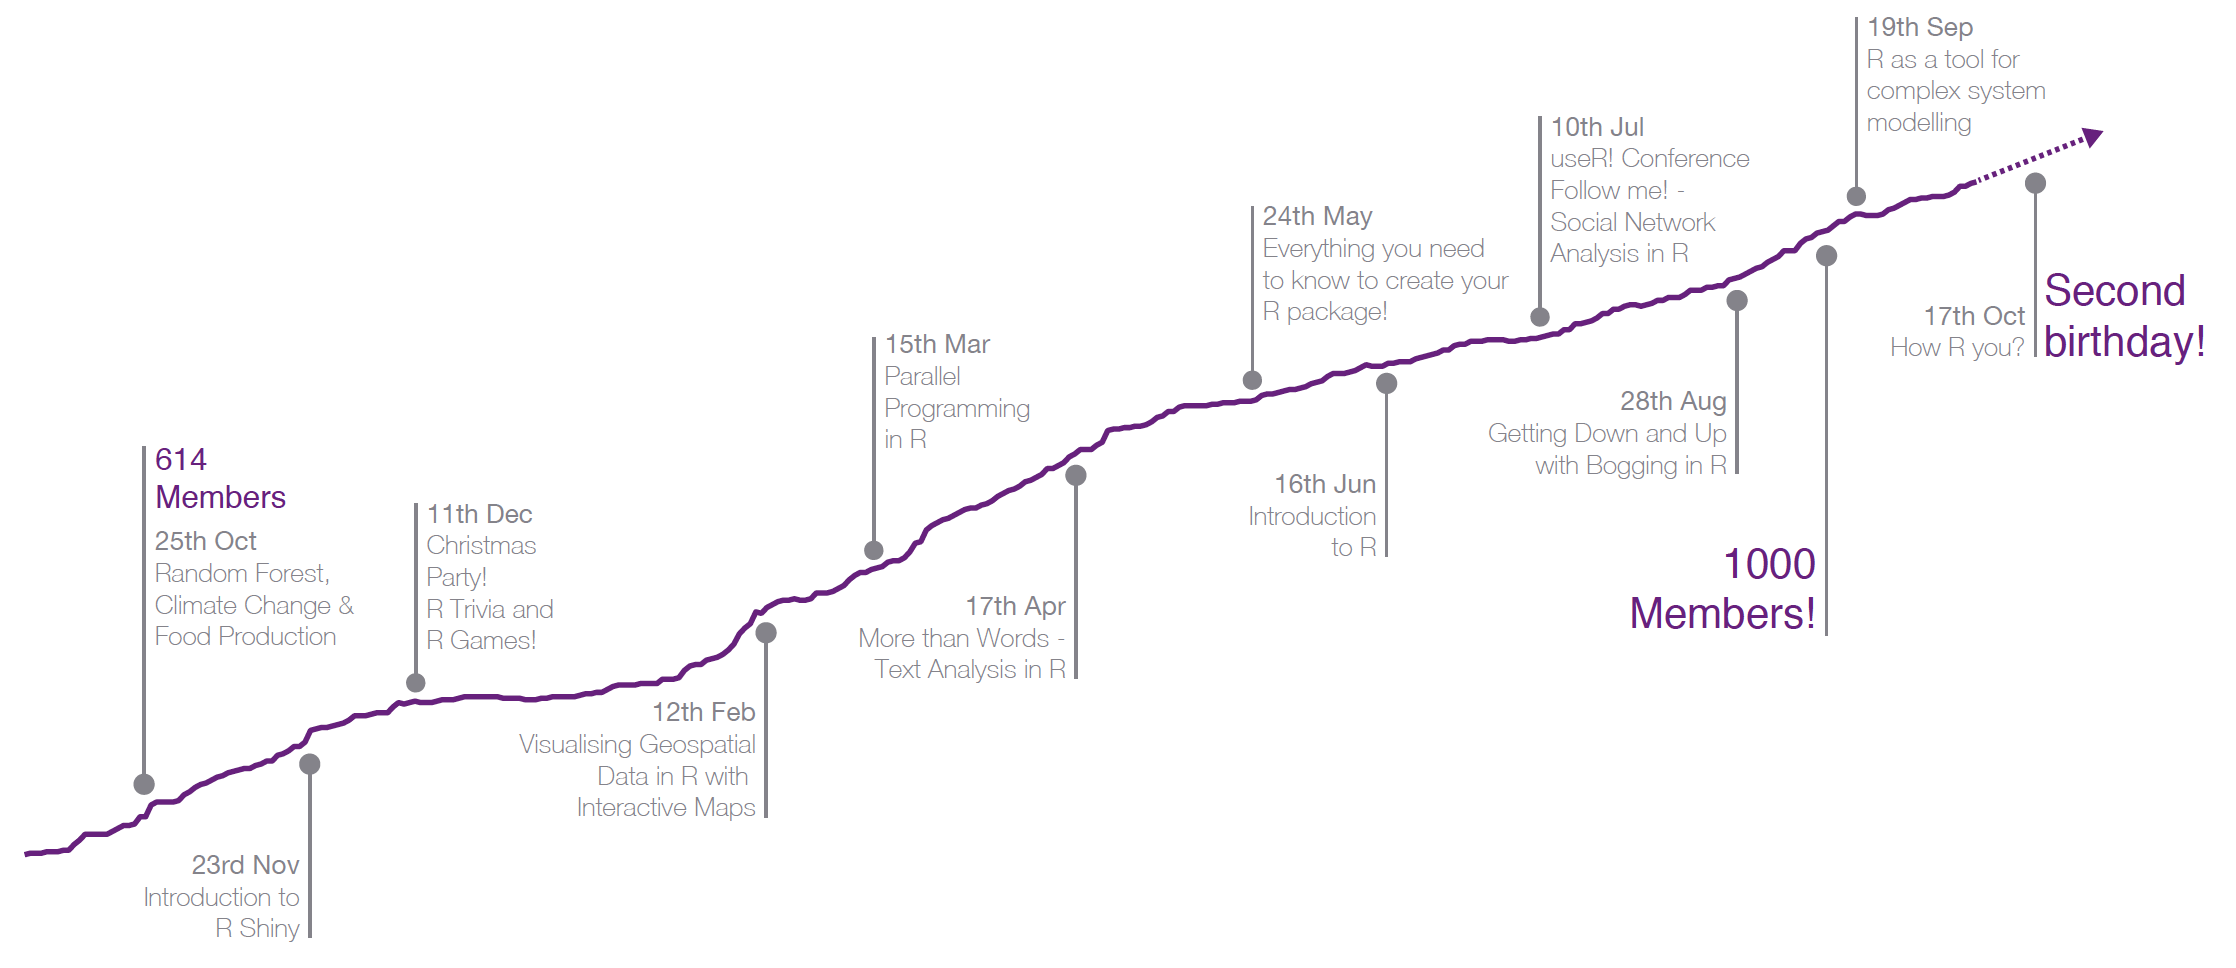 614
Members
25th Oct
Random Forest,
Climate Change &
Food Production
23rd Nov
Introduction to
R Shiny
11th Dec
Christmas
Party!
R Trivia and
R Games!
12th Feb
Visualising Geospatial
Data in R with
Interactive Maps
15th Mar
Parallel
Programming
in R
17th Apr
More than Words -
Text Analysis in R
24th May
Everything you need
to know to create your
R package!
16th Jun
Introduction
to R
10th Jul
useR! Conference
Follow me! -
Social Network
Analysis in R
28th Aug
Getting Down and Up
with Bogging in R
1000
Members!
19th Sep
R as a tool for
complex system
modelling
17th Oct
How R you?
Second
birthday!